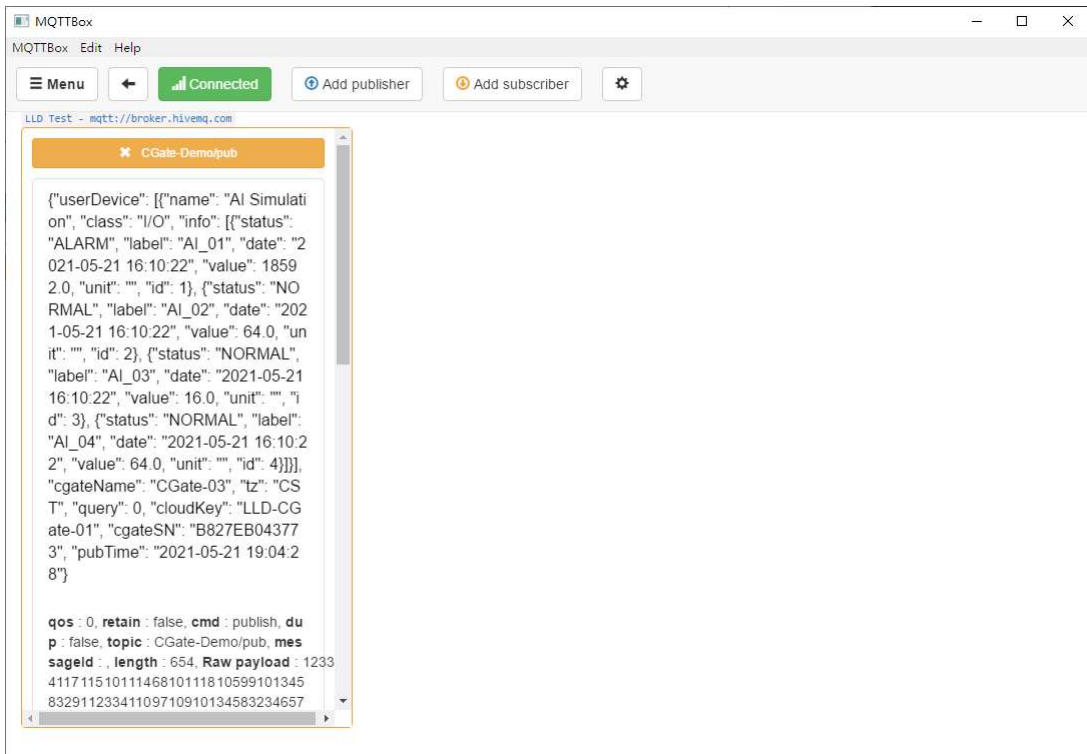 MQTTBox
MQTTBox Edit Help
Menu Connected Add publisher Add subscriber
LLD Test - mqtt://broker.hivemq.com
CGate-Demo/pub
{"userDevice": [{"name": "AI Simulati
on", "class": "I/O", "info": [{"status":
"ALARM", "label": "AI_01", "date": "2
021-05-21 16:10:22", "value": 1859
2.0, "unit": "", "id": 1}, {"status": "NO
RMAL", "label": "AI_02", "date": "202
1-05-21 16:10:22", "value": 64.0, "un
it": "", "id": 2}, {"status": "NORMAL",
"label": "AI_03", "date": "2021-05-21
16:10:22", "value": 16.0, "unit": "", "i
d": 3}, {"status": "NORMAL", "label":
"AI_04", "date": "2021-05-21 16:10:2
2", "value": 64.0, "unit": "", "id": 4}]}],
"cgateName": "CGate-03", "tz": "CS
T", "query": 0, "cloudKey": "LLD-CG
ate-01", "cgateSN": "B827EB04377
3", "pubTime": "2021-05-21 19:04:2
8"}
qos : 0, retain : false, cmd : publish, du
p : false, topic : CGate-Demo/pub, mes
sageId : , length : 654, Raw payload : 1233
4117115101114681011181059910134 5
83291123341109710910134583234657